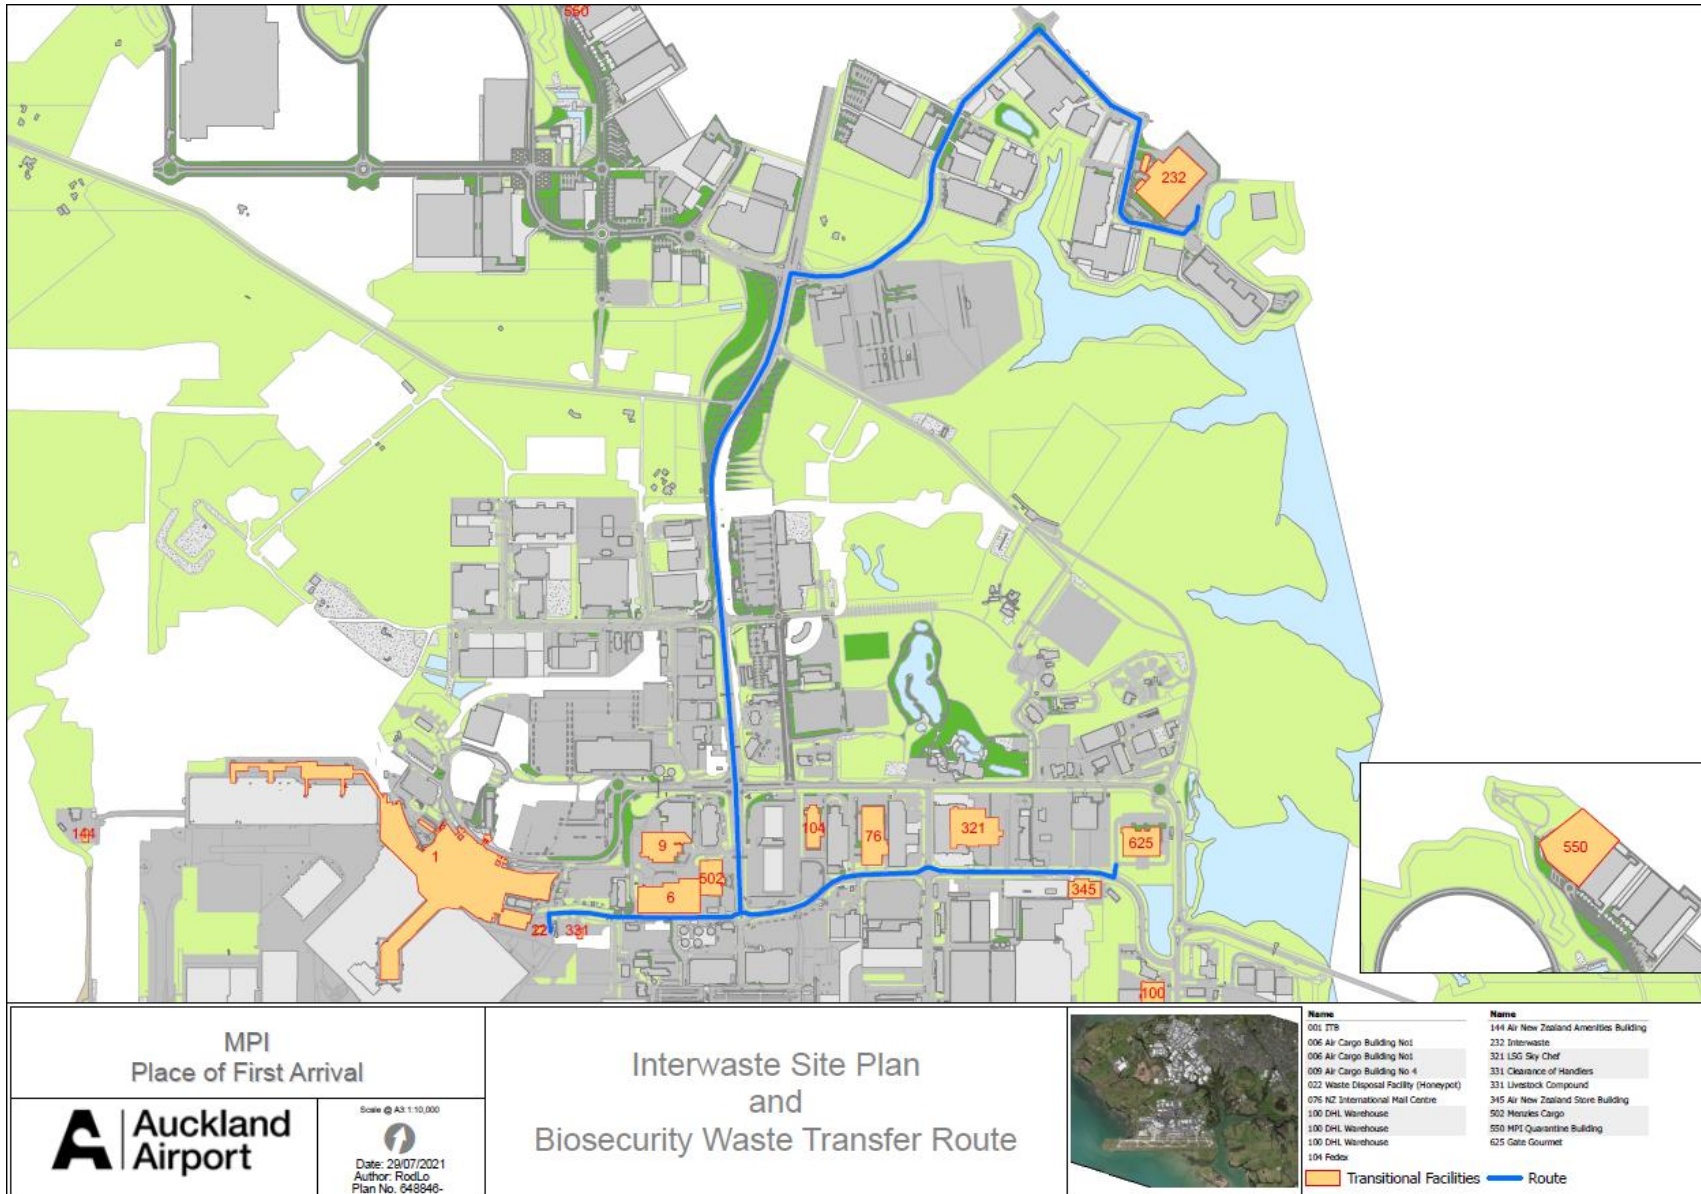 550
232
144
1
9
502
6
22
331
104
76
321
625
345
100
550
MPI
Place of First Arrival
Auckland
Airport
Scale @ A3 1:10,000
Date: 29/07/2021
Author: RodLo
Plan No. 648846-
Interwaste Site Plan
and
Biosecurity Waste Transfer Route
Name
001 ITB
006 Air Cargo Building No1
006 Air Cargo Building No1
009 Air Cargo Building No 4
022 Waste Disposal Facility (Honeypot)
076 NZ International Mail Centre
100 DHL Warehouse
100 DHL Warehouse
100 DHL Warehouse
104 Fedex
Name
144 Air New Zealand Amenities Building
232 Interwaste
321 LSG Sky Chef
331 Clearance of Handlers
331 Livestock Compound
345 Air New Zealand Store Building
502 Menzies Cargo
550 MPI Quarantine Building
625 Gate Gourmet
Transitional Facilities
Route